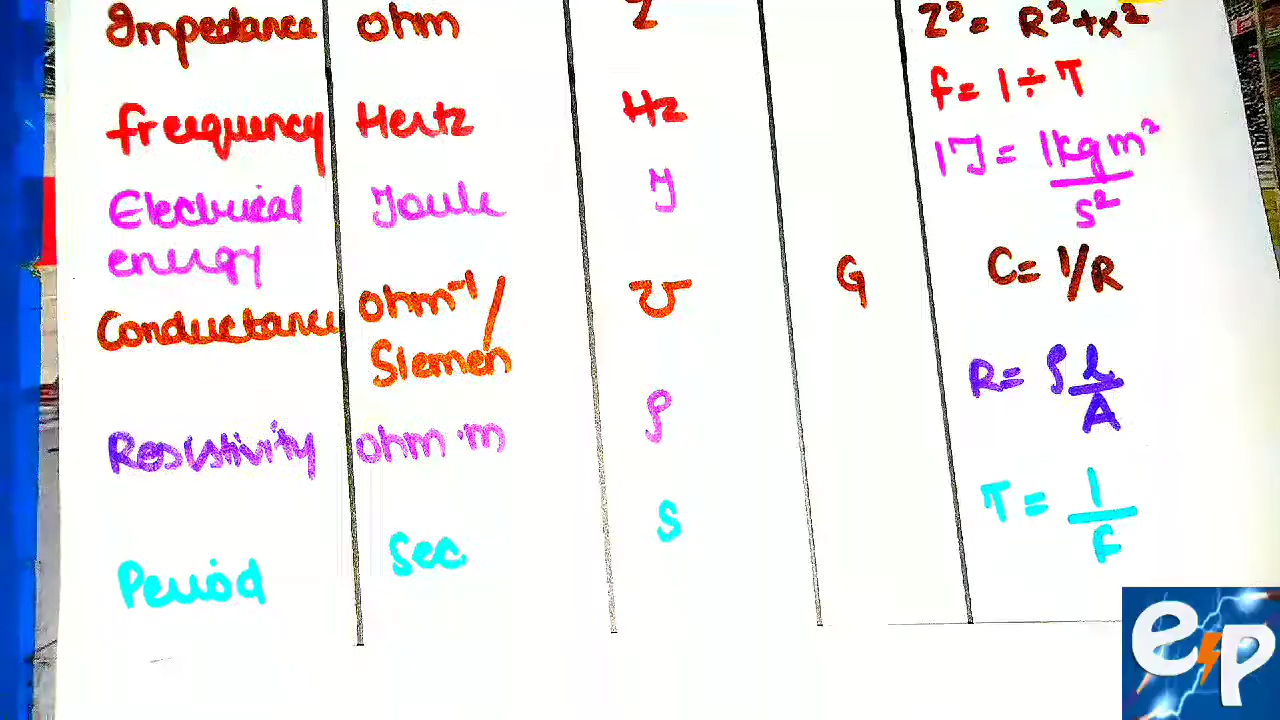 Impedance ohm Z Z² = R²+x²
frequency Hertz Hz f = 1 ÷ T
Electrical energy Joule J 1J = 1kg m² / s²
Conductance ohm⁻¹/ Siemen ℧ G C = 1/R
Resistivity ohm·m ρ R = ρ l / A
Period Sec S T = 1 / f
ep